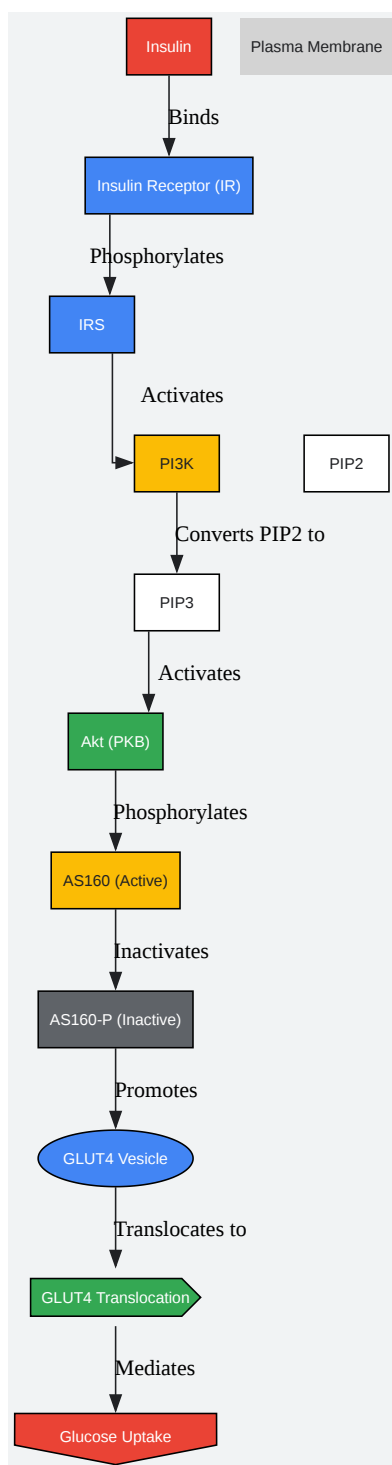 Insulin
Plasma Membrane
Binds
Insulin Receptor (IR)
Phosphorylates
IRS
Activates
PI3K
PIP2
Converts PIP2 to
PIP3
Activates
Akt (PKB)
Phosphorylates
AS160 (Active)
Inactivates
AS160-P (Inactive)
Promotes
GLUT4 Vesicle
Translocates to
GLUT4 Translocation
Mediates
Glucose Uptake